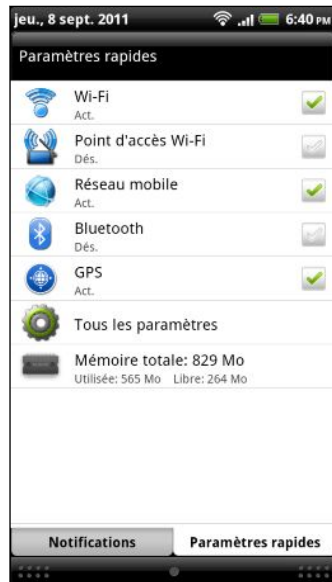 jeu., 8 sept. 2011 6:40 PM
Paramètres rapides
Wi-Fi
Act.
Point d'accès Wi-Fi
Dés.
Réseau mobile
Act.
Bluetooth
Dés.
GPS
Act.
Tous les paramètres
Mémoire totale: 829 Mo
Utilisée: 565 Mo Libre: 264 Mo
Notifications Paramètres rapides